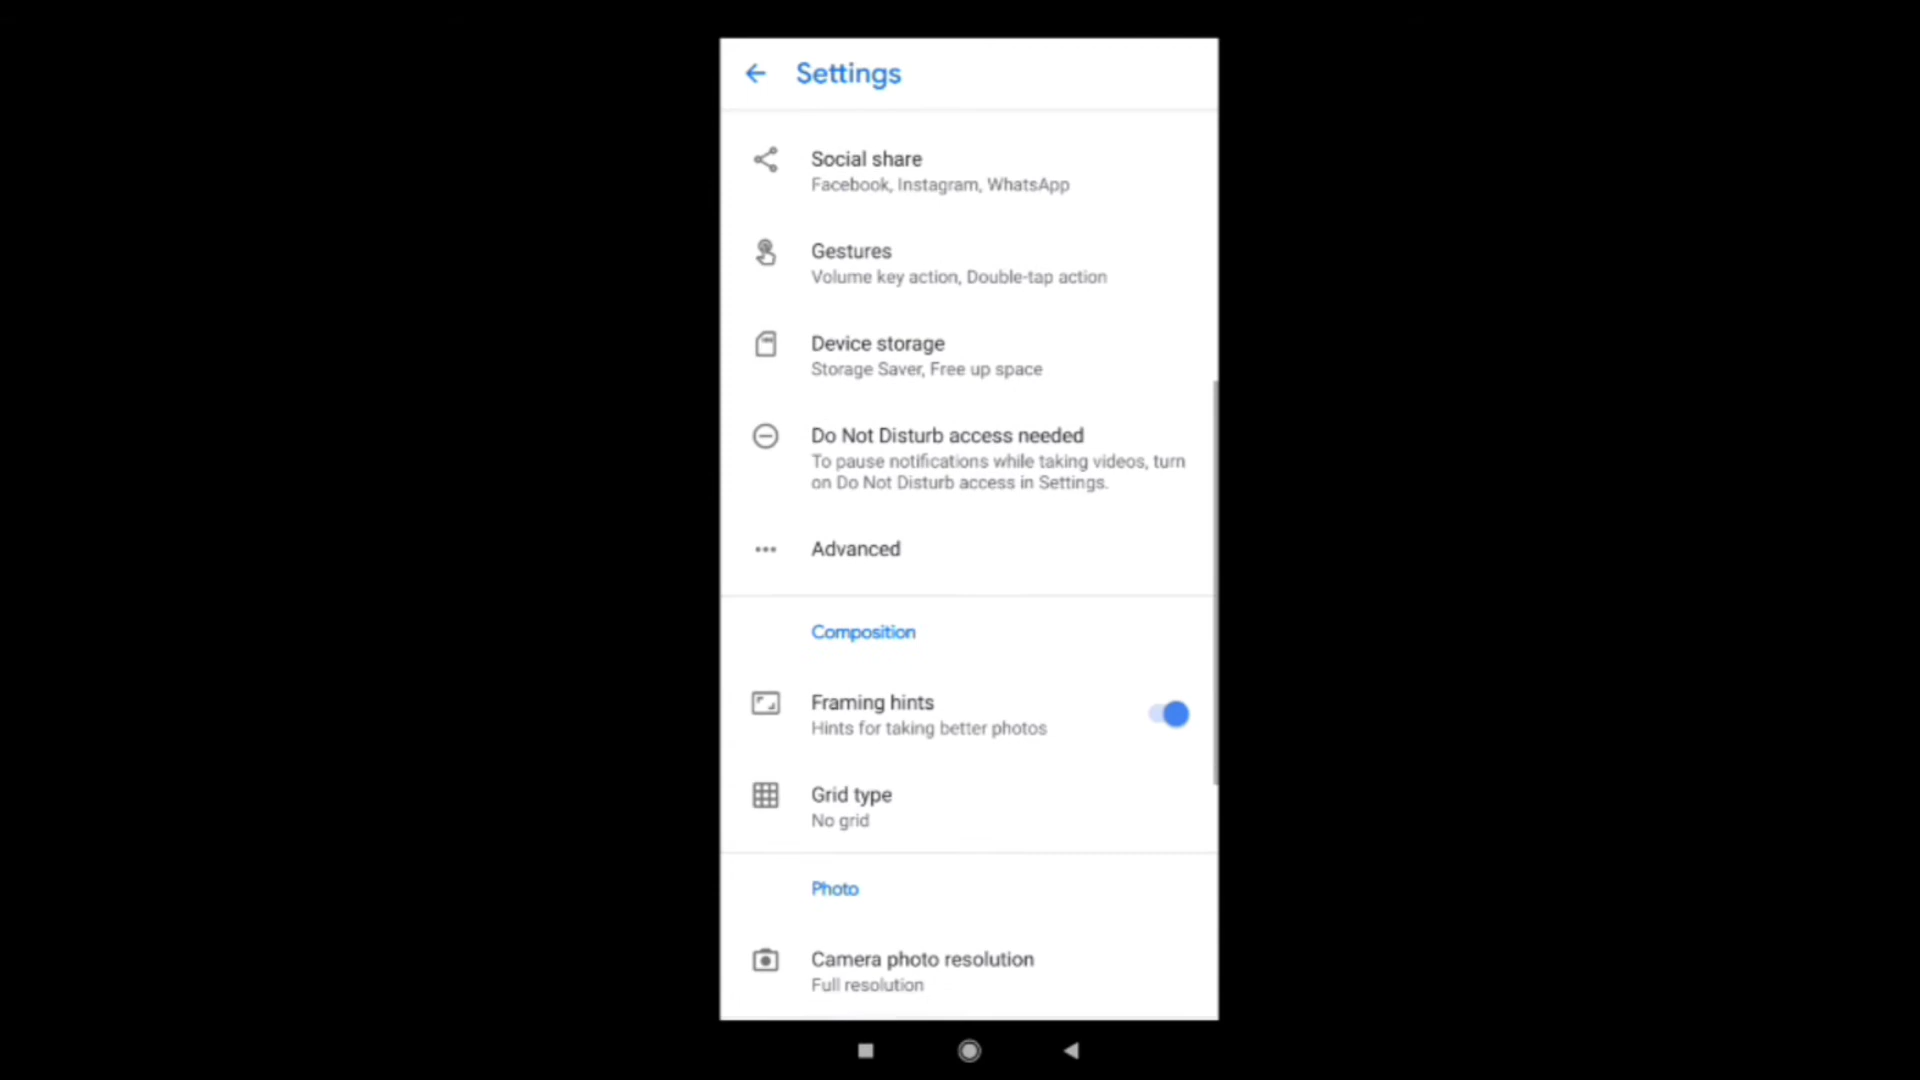 Settings
Social share
Facebook, Instagram, WhatsApp
Gestures
Volume key action, Double-tap action
Device storage
Storage Saver, Free up space
Do Not Disturb access needed
To pause notifications while taking videos, turn
on Do Not Disturb access in Settings.
Advanced
Composition
Framing hints
Hints for taking better photos
Grid type
No grid
Photo
Camera photo resolution
Full resolution